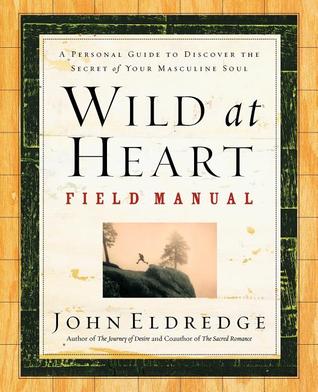 A Personal Guide to Discover the
Secret of Your Masculine Soul
Wild at
Heart
FIELD MANUAL
John Eldredge
Author of The Journey of Desire and Coauthor of The Sacred Romance